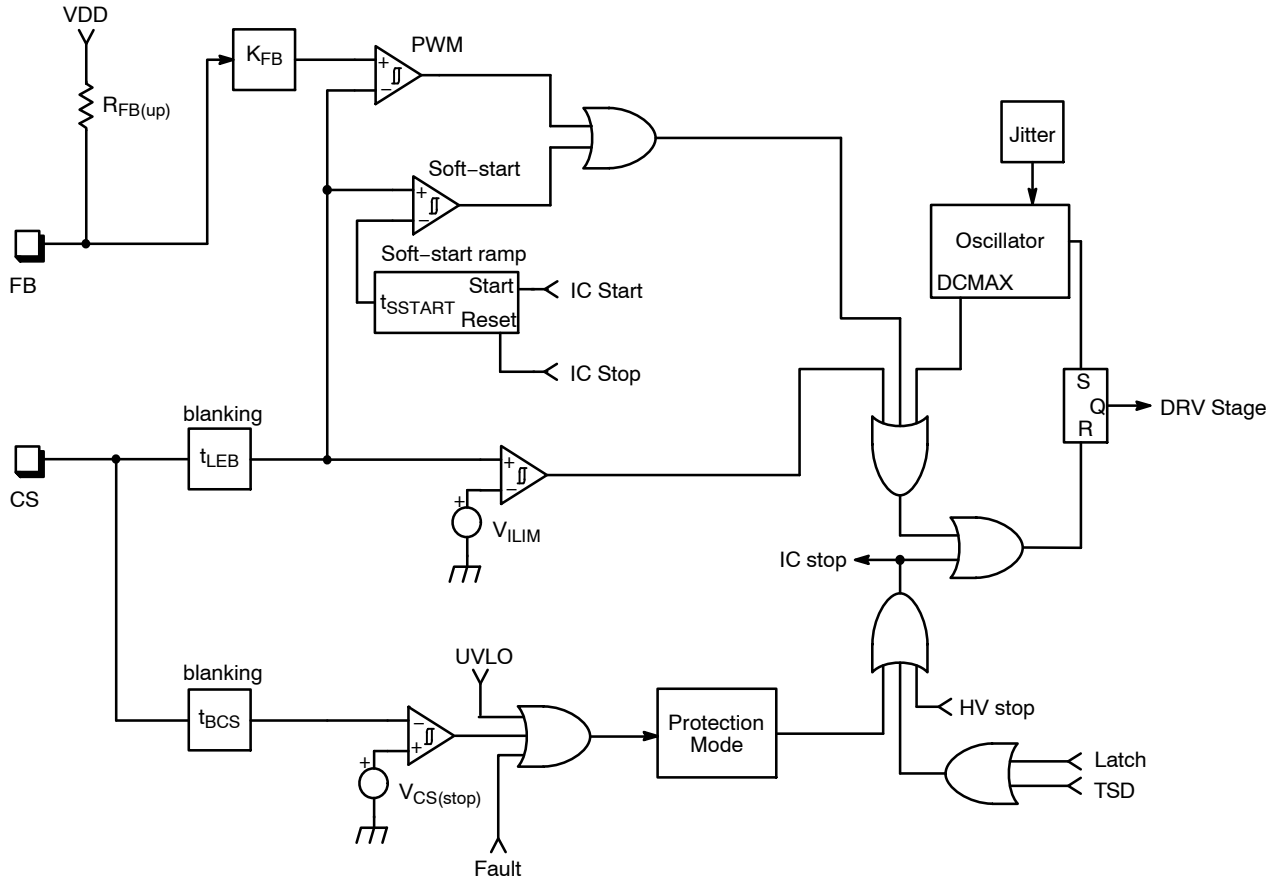 VDD
KFB
PWM
+
−
RFB(up)
Jitter
Soft−start
+
−
Oscillator
DCMAX
FB
Soft−start ramp
Start
tSSTART
Reset
IC Start
IC Stop
S
Q
R
DRV Stage
blanking
tLEB
CS
+
−
+
VILIM
IC stop
UVLO
blanking
tBCS
−
+
+
VCS(stop)
Protection
Mode
HV stop
Latch
TSD
Fault